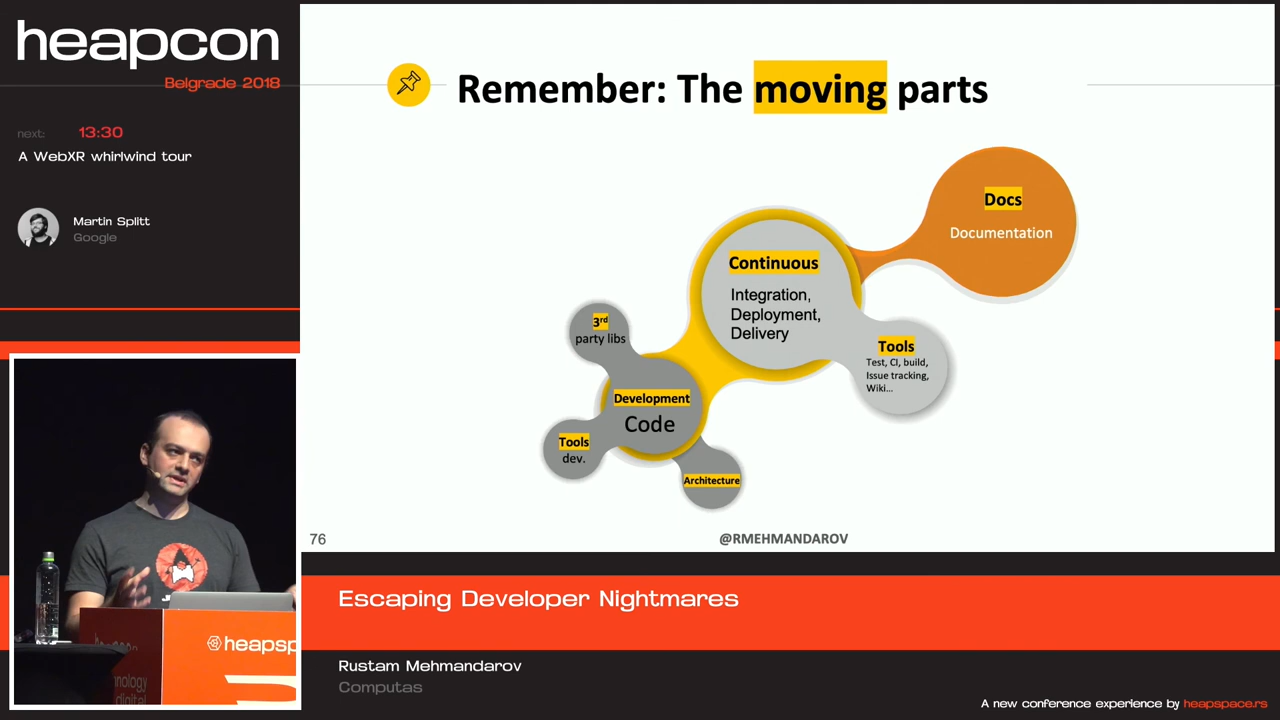 heapcon
Belgrade 2018
next: 13:30
A WebXR whirlwind tour
Martin Splitt
Google
Remember: The moving parts
Docs
Documentation
Continuous
Integration,
Deployment,
Delivery
Tools
Test, CI, build,
Issue tracking,
Wiki...
3rd
party libs
Development
Code
Tools
dev.
Architecture
76
@RMEHMANDAROV
heapsp
Escaping Developer Nightmares
Rustam Mehmandarov
Computas
A new conference experience by heapspace.rs